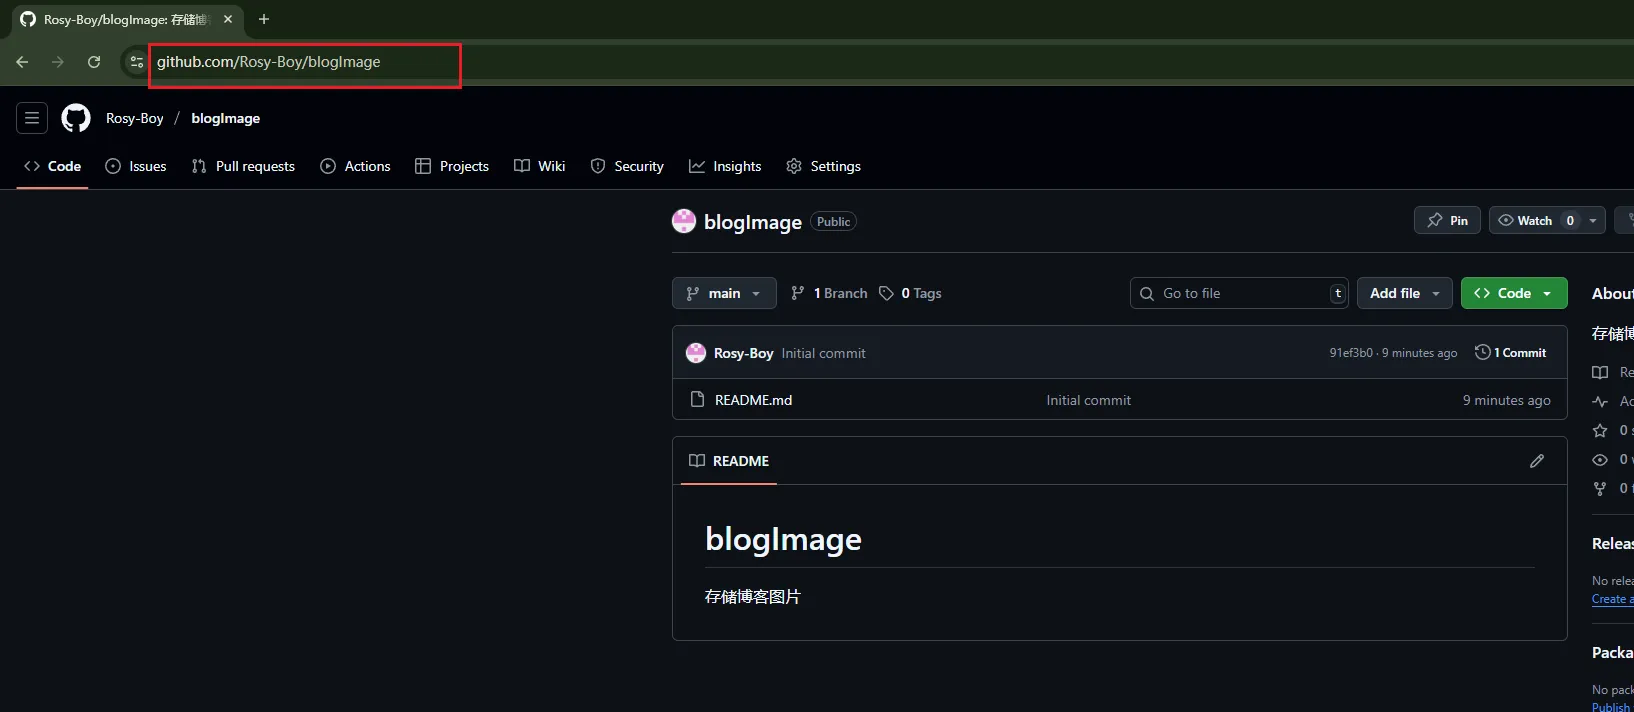 Rosy-Boy/blogImage: 存储博
github.com/Rosy-Boy/blogImage
Rosy-Boy / blogImage
Code Issues Pull requests Actions Projects Wiki Security Insights Settings
blogImage Public Pin Watch 0
main 1 Branch 0 Tags Go to file t Add file Code
About
存储博
Rosy-Boy Initial commit 91ef3b0 · 9 minutes ago 1 Commit
Re
README.md Initial commit 9 minutes ago
Ac
0
README
0
0
blogImage
Releas
No relea
Create a
存储博客图片
Packa
No pack
Publish